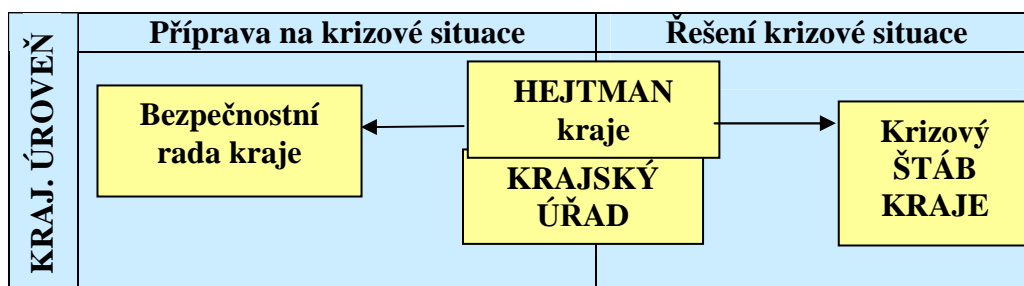 KRAJ. ÚROVEŇ
Příprava na krizové situace
Řešení krizové situace
Bezpečnostní
rada kraje
HEJTMAN
kraje
KRAJSKÝ
ÚŘAD
Krizový
ŠTÁB
KRAJE